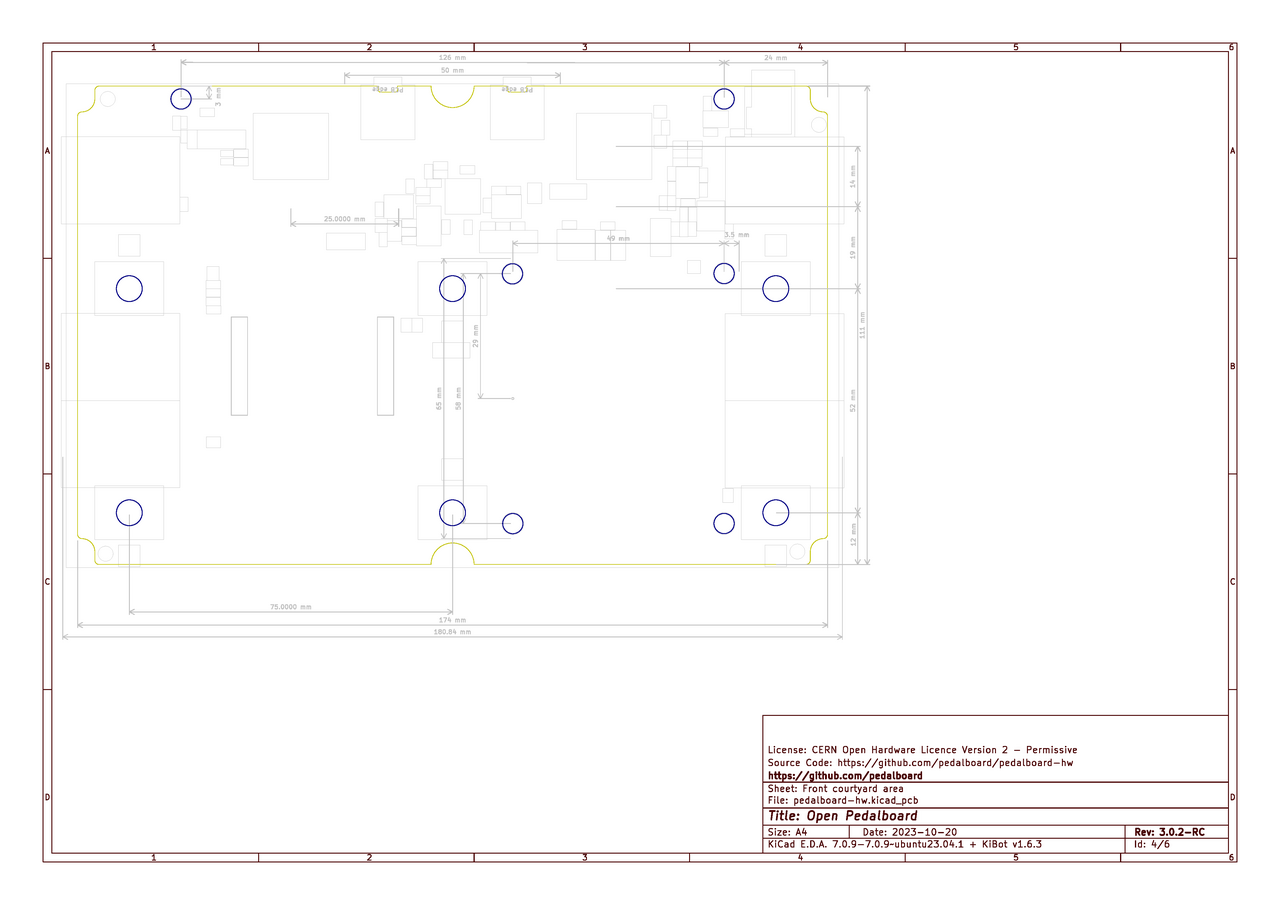 1 2 3 4 5 6
126 mm 24 mm
50 mm
PCB edge PCB edge
3 mm
A A
14 mm
25.0000 mm
49 mm 3.5 mm
19 mm
111 mm
29 mm
B B
65 mm 58 mm 52 mm
12 mm
C C
75.0000 mm
174 mm
180.84 mm
License: CERN Open Hardware Licence Version 2 - Permissive
Source Code: https://github.com/pedalboard/pedalboard-hw
https://github.com/pedalboard
Sheet: Front courtyard area
D D
File: pedalboard-hw.kicad_pcb
Title: Open Pedalboard
Size: A4 Date: 2023-10-20 Rev: 3.0.2-RC
KiCad E.D.A. 7.0.9-7.0.9~ubuntu23.04.1 + KiBot v1.6.3 Id: 4/6
1 2 3 4 5 6